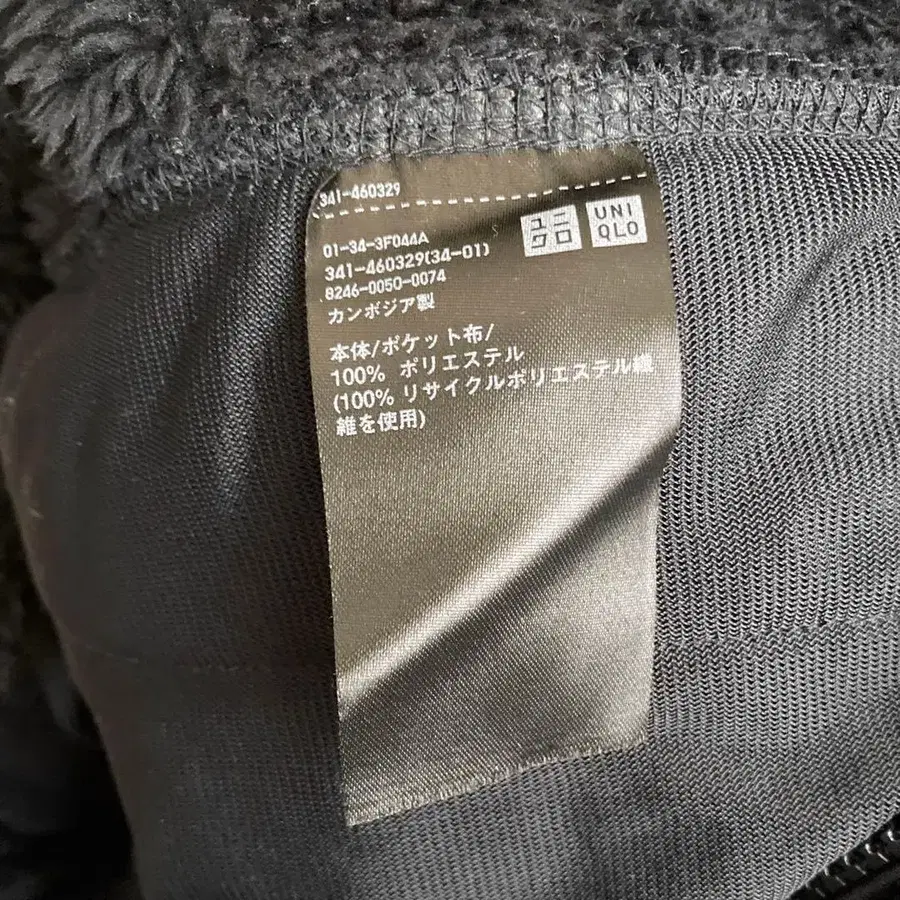 341-460329
ユニ
クロ
UNI
QLO
01-34-3F044A
341-460329(34-01)
8246-0050-0074
カンボジア製
本体/ポケット布/
100% ポリエステル
(100% リサイクルポリエステル繊
維を使用)